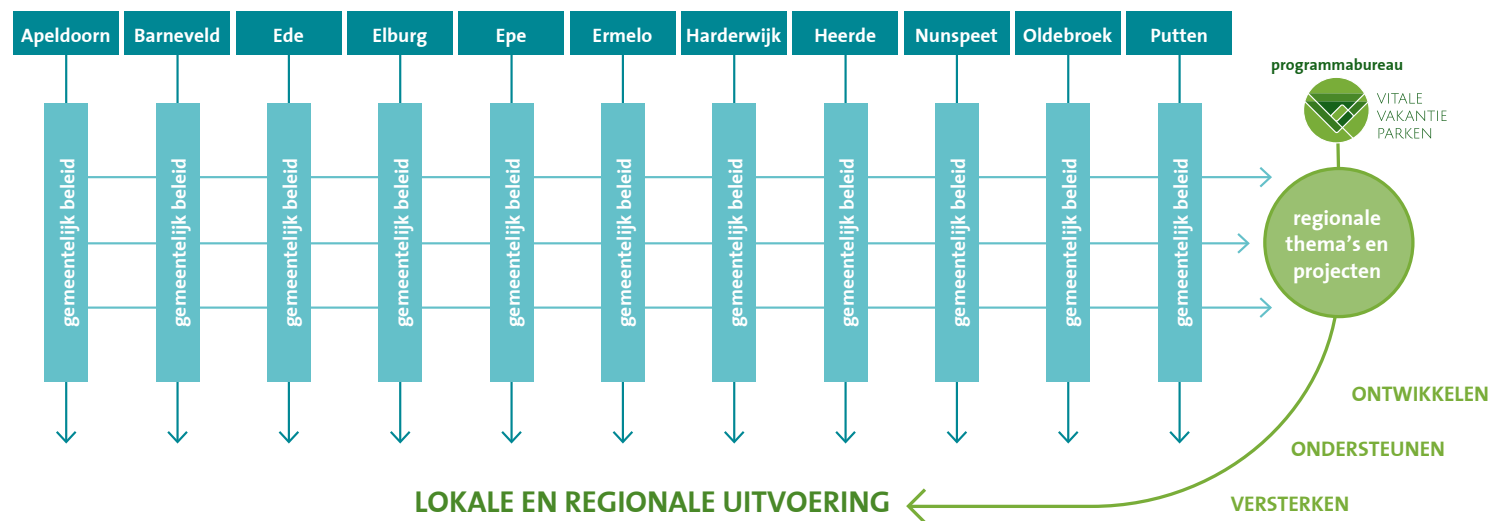 Apeldoorn
Barneveld
Ede
Elburg
Epe
Ermelo
Harderwijk
Heerde
Nunspeet
Oldebroek
Putten
programmabureau
VITALE
VAKANTIE
PARKEN
gemeentelijk beleid
gemeentelijk beleid
gemeentelijk beleid
gemeentelijk beleid
gemeentelijk beleid
gemeentelijk beleid
gemeentelijk beleid
gemeentelijk beleid
gemeentelijk beleid
gemeentelijk beleid
gemeentelijk beleid
regionale
thema’s en
projecten
ONTWIKKELEN
ONDERSTEUNEN
VERSTERKEN
LOKALE EN REGIONALE UITVOERING